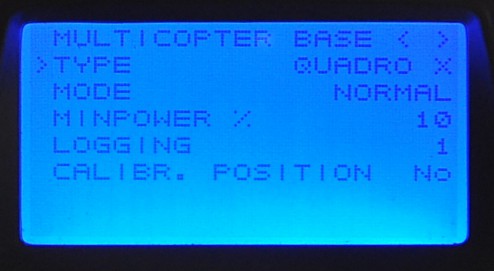 MULTICOPTER BASE < >
>TYPE QUADRO X
MODE NORMAL
MINPOWER % 10
LOGGING 1
CALIBR. POSITION No